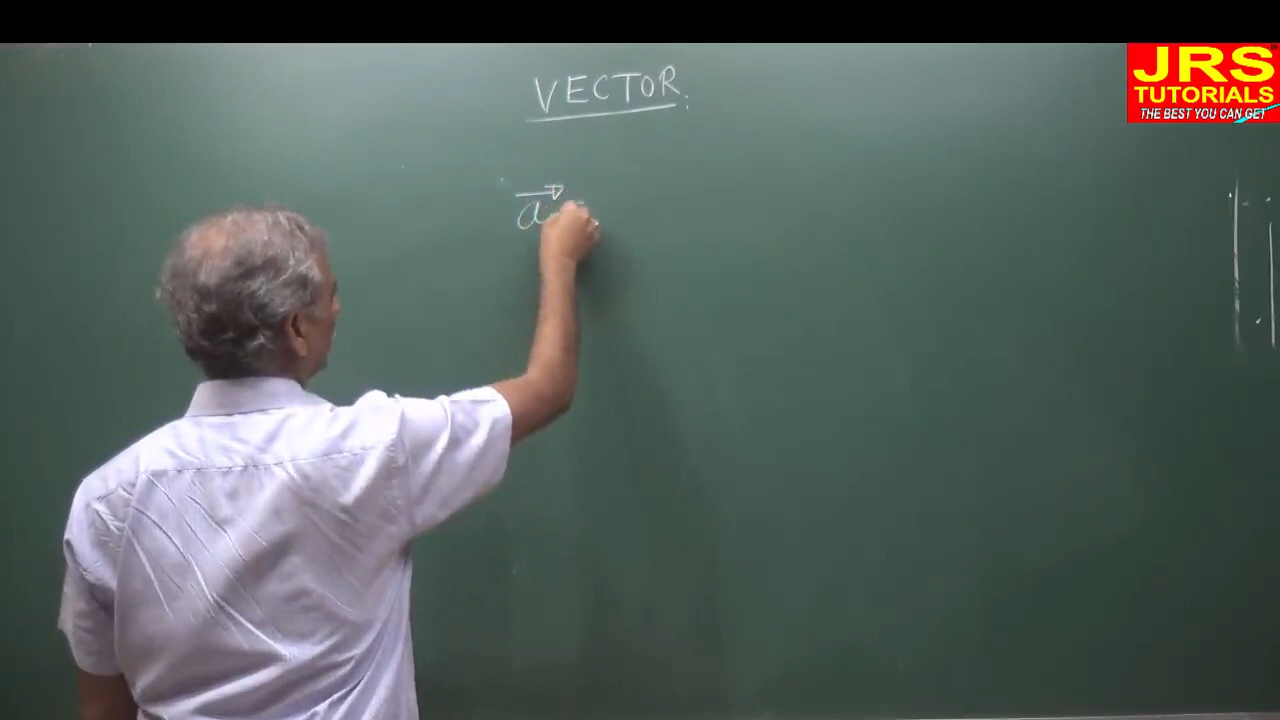 VECTOR:
a⃗
JRS
TUTORIALS
THE BEST YOU CAN GET